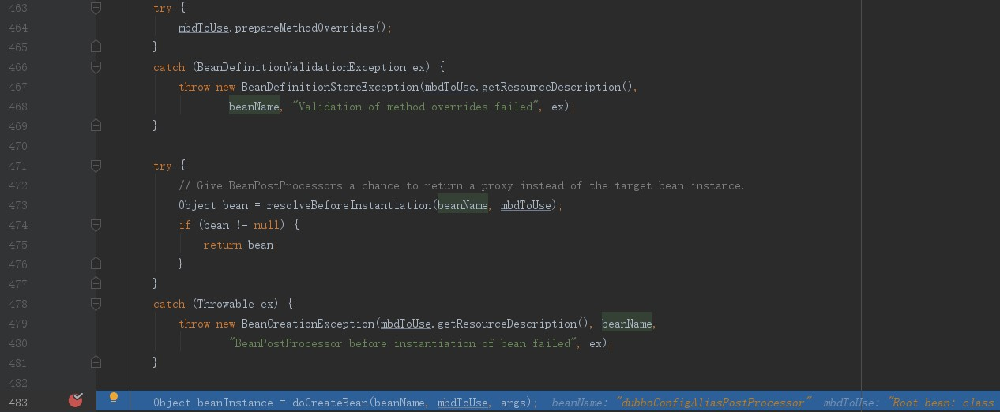 463 try {
464 mbdToUse.prepareMethodOverrides();
465 }
466 catch (BeanDefinitionValidationException ex) {
467 throw new BeanDefinitionStoreException(mbdToUse.getResourceDescription(),
468 beanName, "Validation of method overrides failed", ex);
469 }
470
471 try {
472 // Give BeanPostProcessors a chance to return a proxy instead of the target bean instance.
473 Object bean = resolveBeforeInstantiation(beanName, mbdToUse);
474 if (bean != null) {
475 return bean;
476 }
477 }
478 catch (Throwable ex) {
479 throw new BeanCreationException(mbdToUse.getResourceDescription(), beanName,
480 "BeanPostProcessor before instantiation of bean failed", ex);
481 }
482
483 Object beanInstance = doCreateBean(beanName, mbdToUse, args); beanName: "dubboConfigAliasPostProcessor" mbdToUse: "Root bean: class